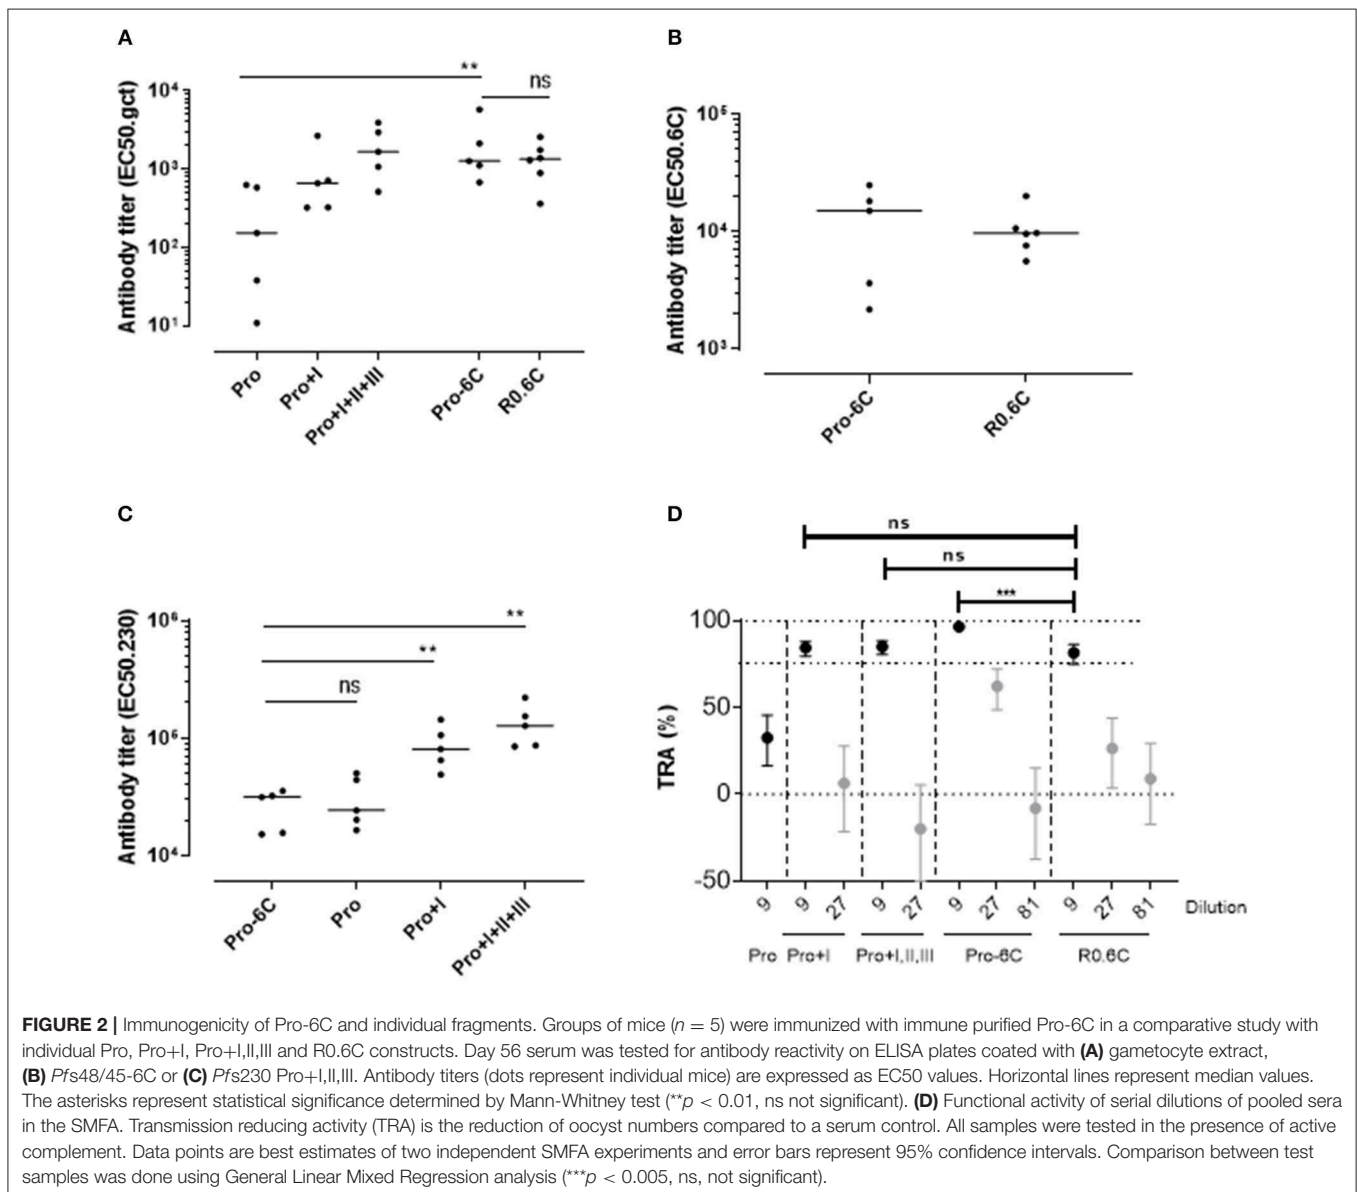 A
**
ns
10⁴
10³
10²
10¹
Antibody titer (EC50.gct)
Pro
Pro+I
Pro+I+II+III
Pro-6C
R0.6C
B
10⁵
10⁴
10³
Antibody titer (EC50.6C)
Pro-6C
R0.6C
C
**
**
ns
10⁶
10⁵
10⁴
Antibody titer (EC50.230)
Pro-6C
Pro
Pro+I
Pro+I+II+III
D
ns
ns
***
100
50
0
-50
TRA (%)
9 9 27 9 27 9 27 81 9 27 81 Dilution
Pro Pro+I Pro+I,II,III Pro-6C R0.6C
FIGURE 2 | Immunogenicity of Pro-6C and individual fragments. Groups of mice (n = 5) were immunized with immune purified Pro-6C in a comparative study with
individual Pro, Pro+I, Pro+I,II,III and R0.6C constructs. Day 56 serum was tested for antibody reactivity on ELISA plates coated with (A) gametocyte extract,
(B) Pfs48/45-6C or (C) Pfs230 Pro+I,II,III. Antibody titers (dots represent individual mice) are expressed as EC50 values. Horizontal lines represent median values.
The asterisks represent statistical significance determined by Mann-Whitney test (**p < 0.01, ns not significant). (D) Functional activity of serial dilutions of pooled sera
in the SMFA. Transmission reducing activity (TRA) is the reduction of oocyst numbers compared to a serum control. All samples were tested in the presence of active
complement. Data points are best estimates of two independent SMFA experiments and error bars represent 95% confidence intervals. Comparison between test
samples was done using General Linear Mixed Regression analysis (***p < 0.005, ns, not significant).